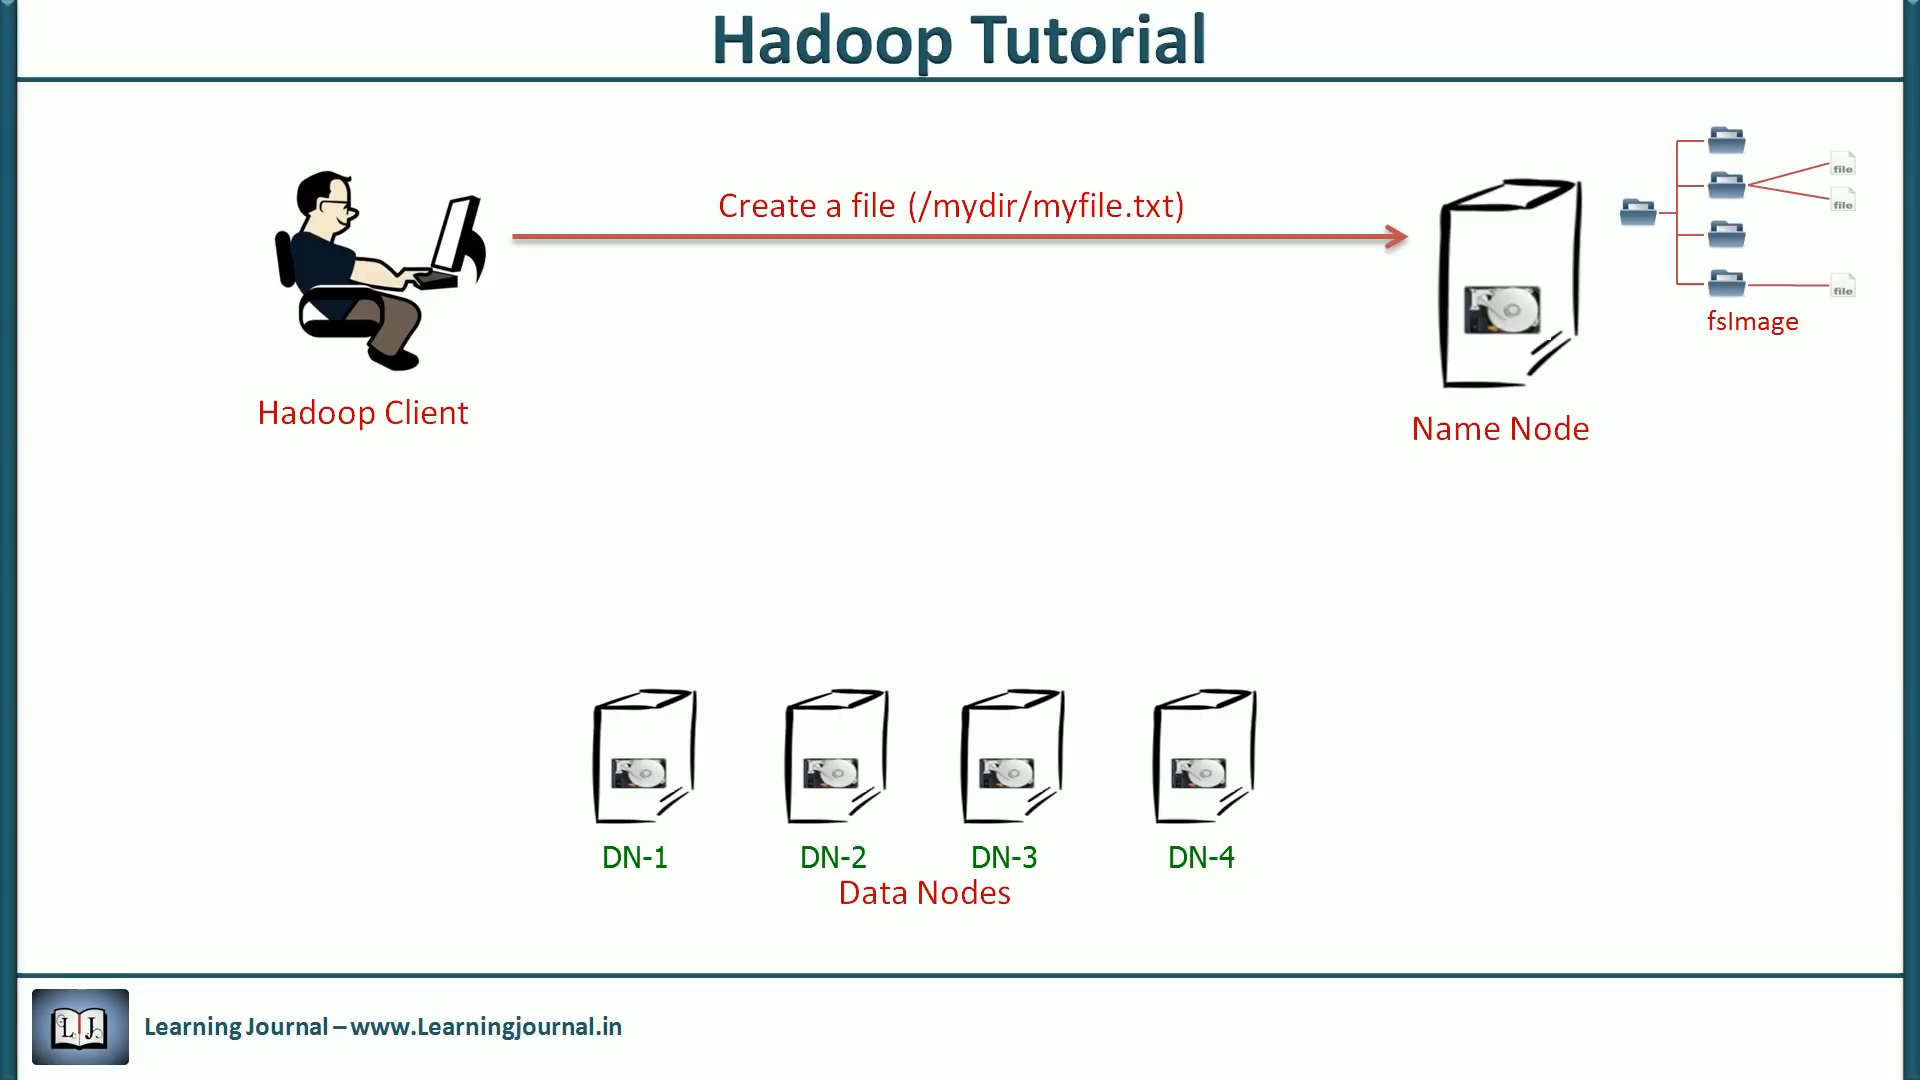 Hadoop Tutorial
Create a file (/mydir/myfile.txt)
file
file
file
fsImage
Hadoop Client
Name Node
DN-1
DN-2
DN-3
DN-4
Data Nodes
LJ
Learning Journal – www.Learningjournal.in